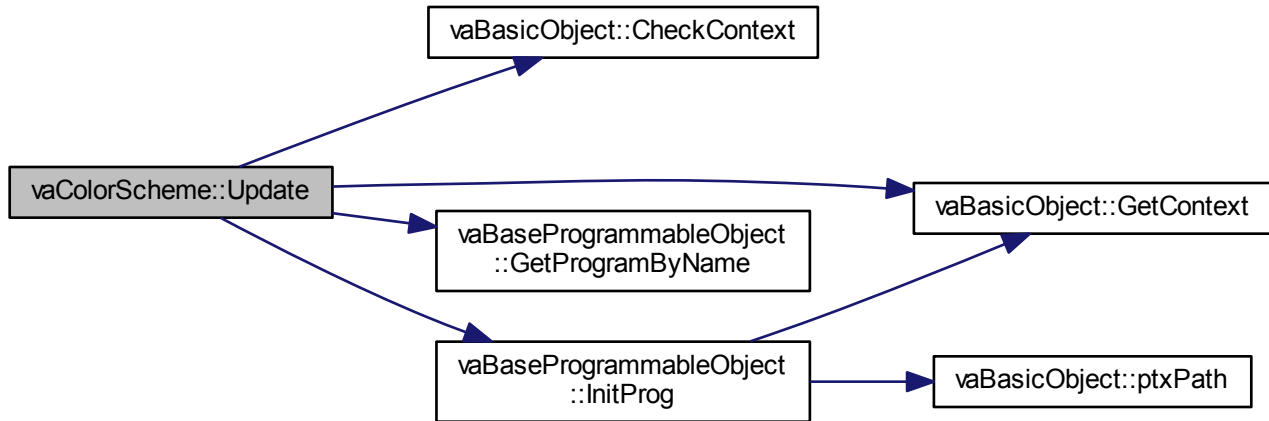 vaBasicObject::CheckContext
vaColorScheme::Update
vaBasicObject::GetContext
vaBaseProgrammableObject
::GetProgramByName
vaBaseProgrammableObject
::InitProg
vaBasicObject::ptxPath